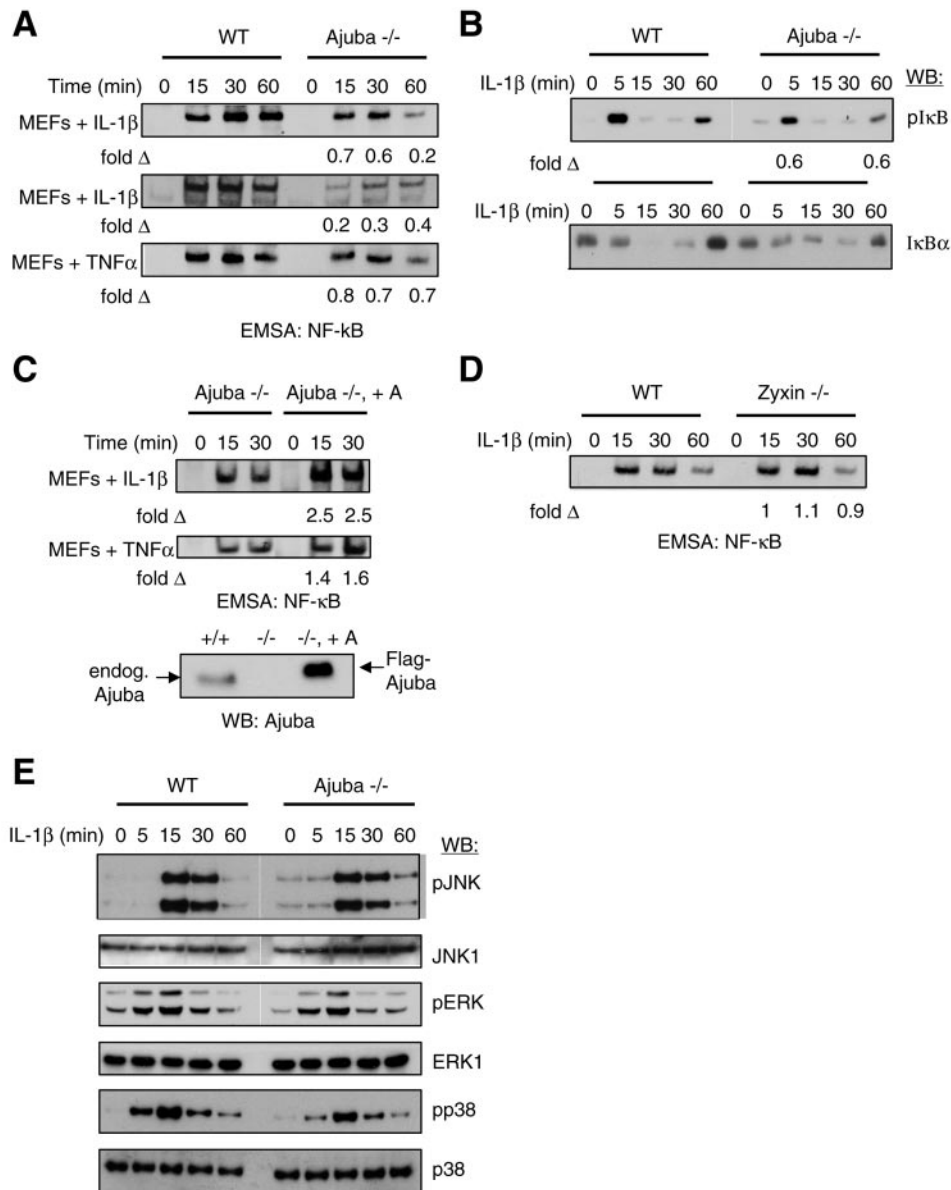 A
WT Ajuba -/-
Time (min) 0 15 30 60 0 15 30 60
MEFs + IL-1β
fold Δ 0.7 0.6 0.2
MEFs + IL-1β
fold Δ 0.2 0.3 0.4
MEFs + TNFα
fold Δ 0.8 0.7 0.7
EMSA: NF-kB
B
WT Ajuba -/-
IL-1β (min) 0 5 15 30 60 0 5 15 30 60 WB:
pIκB
fold Δ 0.6 0.6
IL-1β (min) 0 5 15 30 60 0 5 15 30 60
IκBα
C
Ajuba -/- Ajuba -/-, + A
Time (min) 0 15 30 0 15 30
MEFs + IL-1β
fold Δ 2.5 2.5
MEFs + TNFα
fold Δ 1.4 1.6
EMSA: NF-κB
+/+ -/- -/-, + A
endog. Ajuba
Flag-Ajuba
WB: Ajuba
D
WT Zyxin -/-
IL-1β (min) 0 15 30 60 0 15 30 60
fold Δ 1 1.1 0.9
EMSA: NF-κB
E
WT Ajuba -/-
IL-1β (min) 0 5 15 30 60 0 5 15 30 60 WB:
pJNK
JNK1
pERK
ERK1
pp38
p38